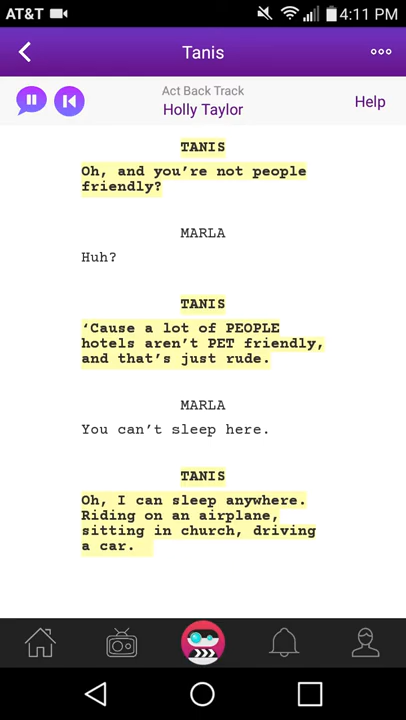 AT&T 4:11 PM
Tanis
Act Back Track
Holly Taylor
Help
TANIS
Oh, and you’re not people
friendly?
MARLA
Huh?
TANIS
‘Cause a lot of PEOPLE
hotels aren’t PET friendly,
and that’s just rude.
MARLA
You can’t sleep here.
TANIS
Oh, I can sleep anywhere.
Riding on an airplane,
sitting in church, driving
a car.